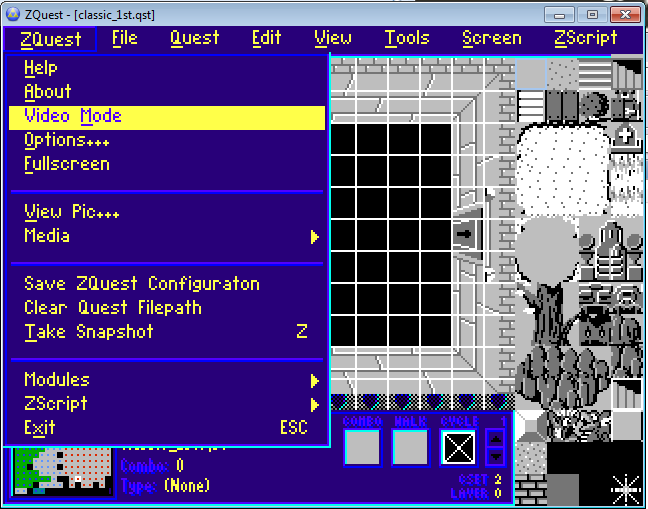 ZQuest - [classic_1st.qst]
ZQuest File Quest Edit View Tools Screen ZScript
Help
About
Video Mode
Options...
Fullscreen
View Pic...
Media
Save ZQuest Configuraton
Clear Quest Filepath
Take Snapshot Z
Modules
ZScript
Exit ESC
COMBO WALK CYCLE 1
Combo: 0
Type: (None)
CSET 2
LAYER 0